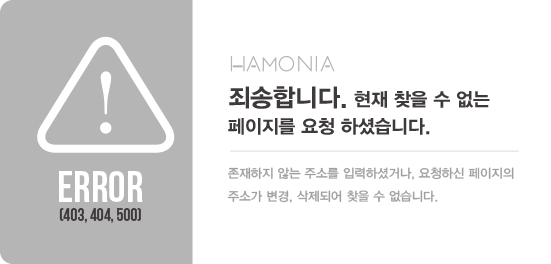 !
ERROR
(403, 404, 500)
HAMONIA
죄송합니다. 현재 찾을 수 없는
페이지를 요청 하셨습니다.
존재하지 않는 주소를 입력하셨거나, 요청하신 페이지의
주소가 변경, 삭제되어 찾을 수 없습니다.